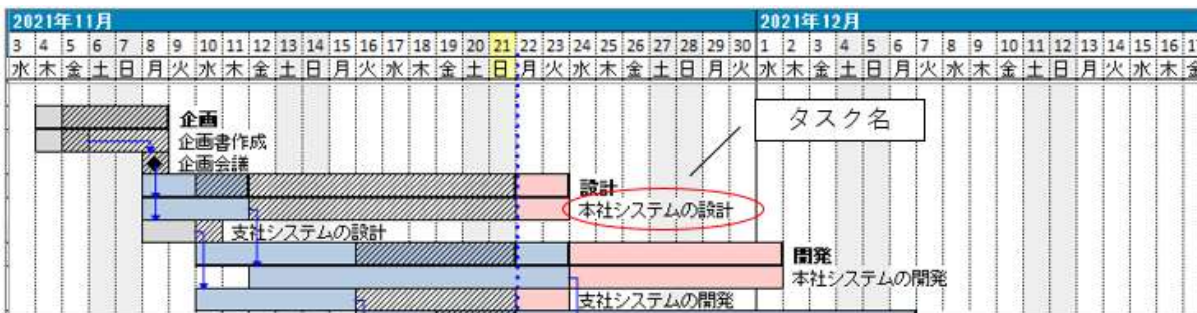 2021年11月 2021年12月
3 4 5 6 7 8 9 10 11 12 13 14 15 16 17 18 19 20 21 22 23 24 25 26 27 28 29 30 1 2 3 4 5 6 7 8 9 10 11 12 13 14 15 16
水 木 金 土 日 月 火 水 木 金 土 日 月 火 水 木 金 土 日 月 火 水 木 金 土 日 月 火 水 木 金 土 日 月 火 水 木 金 土 日 月 火 水 木
企画
タスク名
企画書作成
企画会議
設計
本社システムの設計
支社システムの設計
開発
本社システムの開発
支社システムの開発